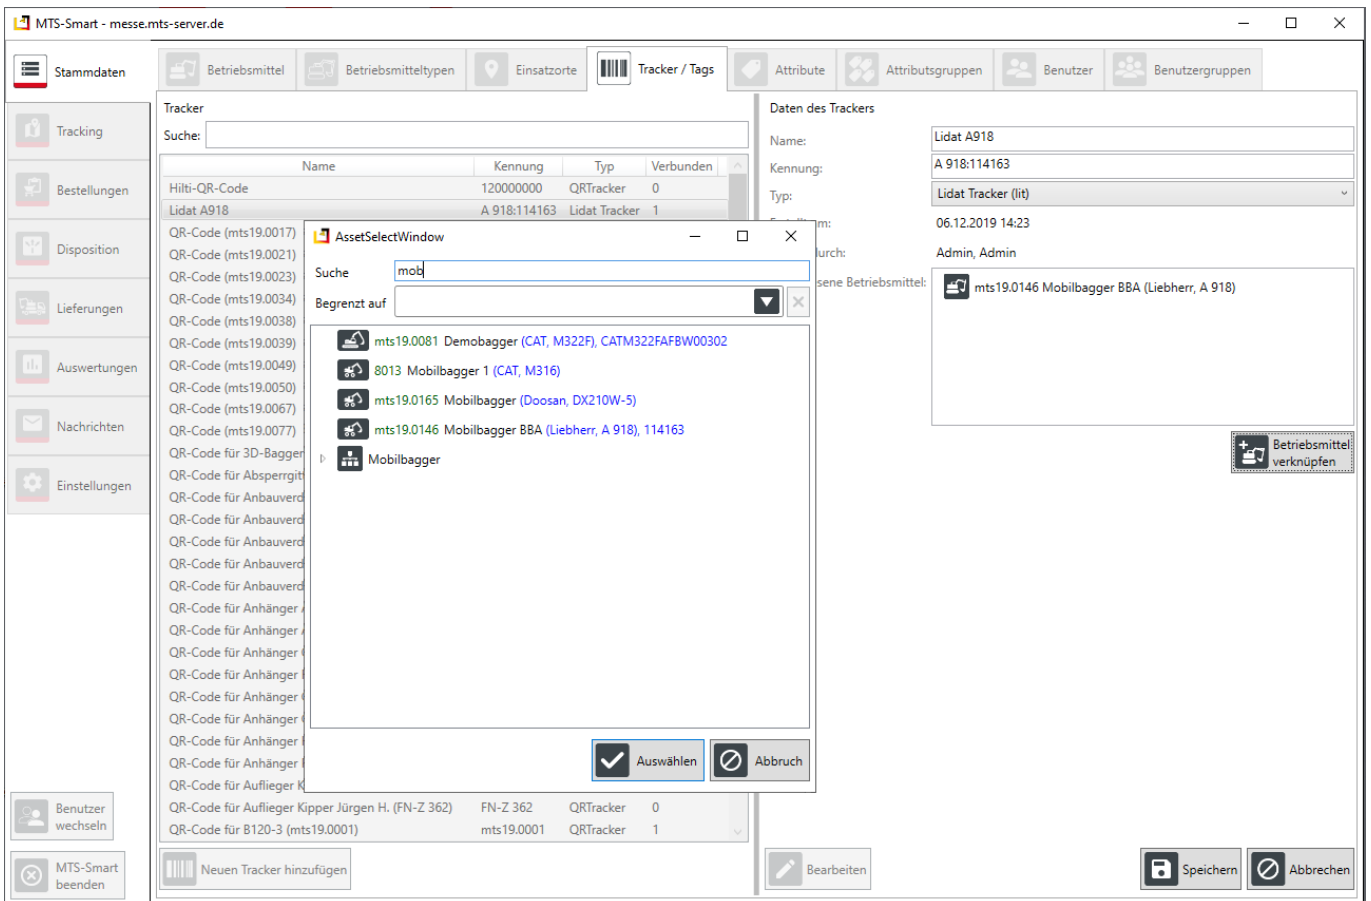 MTS-Smart - messe.mts-server.de
Stammdaten
Tracking
Bestellungen
Disposition
Lieferungen
Auswertungen
Nachrichten
Einstellungen
Benutzer
wechseln
MTS-Smart
beenden
Betriebsmittel
Betriebsmitteltypen
Einsatzorte
Tracker / Tags
Attribute
Attributsgruppen
Benutzer
Benutzergruppen
Tracker
Suche:
Name Kennung Typ Verbunden
Hilti-QR-Code 120000000 QRTracker 0
Lidat A918 A 918:114163 Lidat Tracker 1
QR-Code (mts19.0017)
QR-Code (mts19.0021)
QR-Code (mts19.0023)
QR-Code (mts19.0034)
QR-Code (mts19.0038)
QR-Code (mts19.0039)
QR-Code (mts19.0049)
QR-Code (mts19.0050)
QR-Code (mts19.0067)
QR-Code (mts19.0077)
QR-Code für 3D-Bagger
QR-Code für Absperrgit
QR-Code für Anbauverd
QR-Code für Anbauverd
QR-Code für Anbauverd
QR-Code für Anbauverd
QR-Code für Anbauverd
QR-Code für Anhänger
QR-Code für Anhänger
QR-Code für Anhänger
QR-Code für Anhänger
QR-Code für Anhänger
QR-Code für Anhänger
QR-Code für Anhänger
QR-Code für Anhänger
QR-Code für Auflieger K
QR-Code für Auflieger Kipper Jürgen H. (FN-Z 362) FN-Z 362 QRTracker 0
QR-Code für B120-3 (mts19.0001) mts19.0001 QRTracker 1
Neuen Tracker hinzufügen
AssetSelectWindow
Suche mob
Begrenzt auf
mts19.0081 Demobagger (CAT, M322F), CATM322FAFBW00302
8013 Mobilbagger 1 (CAT, M316)
mts19.0165 Mobilbagger (Doosan, DX210W-5)
mts19.0146 Mobilbagger BBA (Liebherr, A 918), 114163
Mobilbagger
Auswählen
Abbruch
Daten des Trackers
Name: Lidat A918
Kennung: A 918:114163
Typ: Lidat Tracker (lit)
m: 06.12.2019 14:23
urch: Admin, Admin
sene Betriebsmittel: mts19.0146 Mobilbagger BBA (Liebherr, A 918)
Betriebsmittel
verknüpfen
Bearbeiten
Speichern
Abbrechen